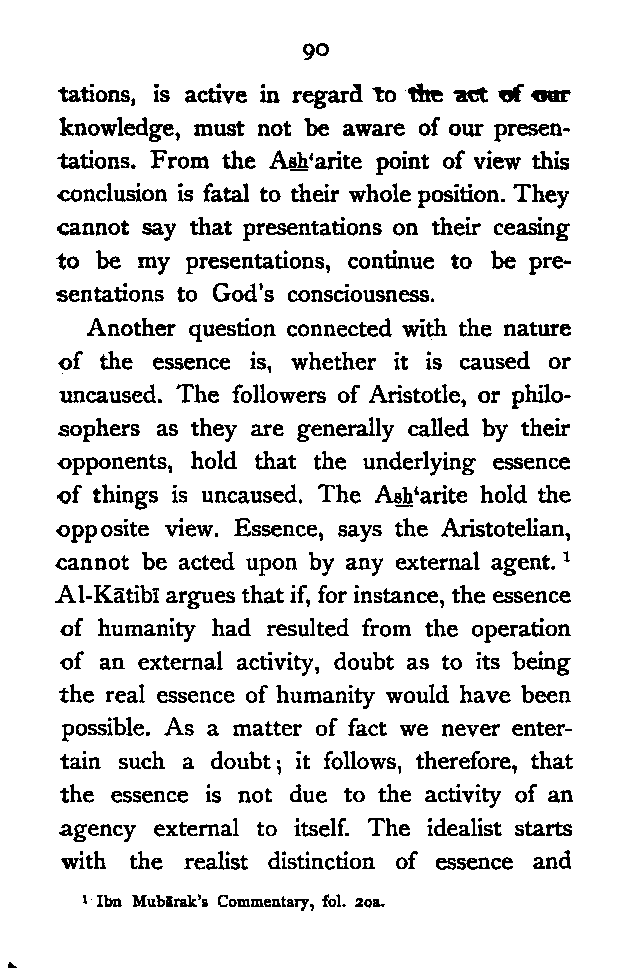 90
tations, is active in regard to the act of our
knowledge, must not be aware of our presen-
tations. From the Ash‘arite point of view this
conclusion is fatal to their whole position. They
cannot say that presentations on their ceasing
to be my presentations, continue to be pre-
sentations to God's consciousness.
Another question connected with the nature
of the essence is, whether it is caused or
uncaused. The followers of Aristotle, or philo-
sophers as they are generally called by their
opponents, hold that the underlying essence
of things is uncaused. The Ash‘arite hold the
opposite view. Essence, says the Aristotelian,
cannot be acted upon by any external agent. ¹
Al-Kātibī argues that if, for instance, the essence
of humanity had resulted from the operation
of an external activity, doubt as to its being
the real essence of humanity would have been
possible. As a matter of fact we never enter-
tain such a doubt; it follows, therefore, that
the essence is not due to the activity of an
agency external to itself. The idealist starts
with the realist distinction of essence and
¹ Ibn Mubārak's Commentary, fol. 20a.